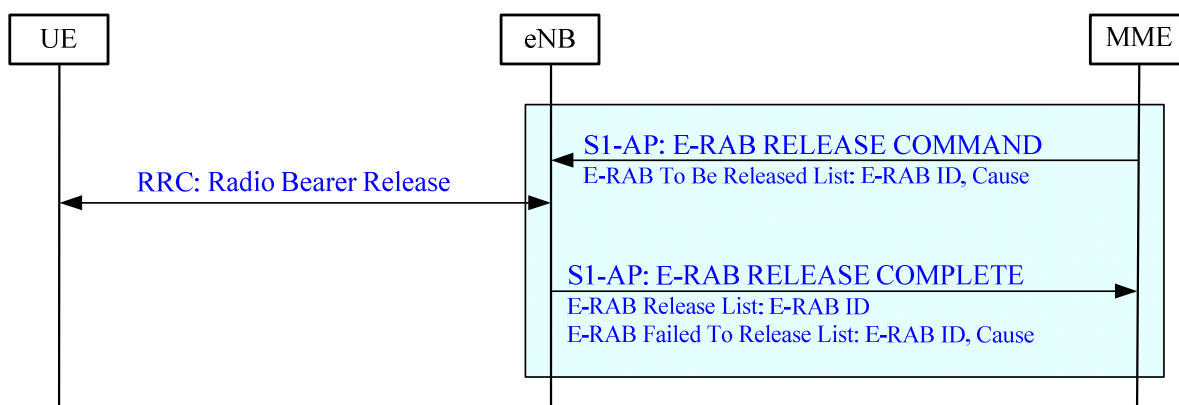 UE
eNB
MME
S1-AP: E-RAB RELEASE COMMAND
E-RAB To Be Released List: E-RAB ID, Cause
RRC: Radio Bearer Release
S1-AP: E-RAB RELEASE COMPLETE
E-RAB Release List: E-RAB ID
E-RAB Failed To Release List: E-RAB ID, Cause